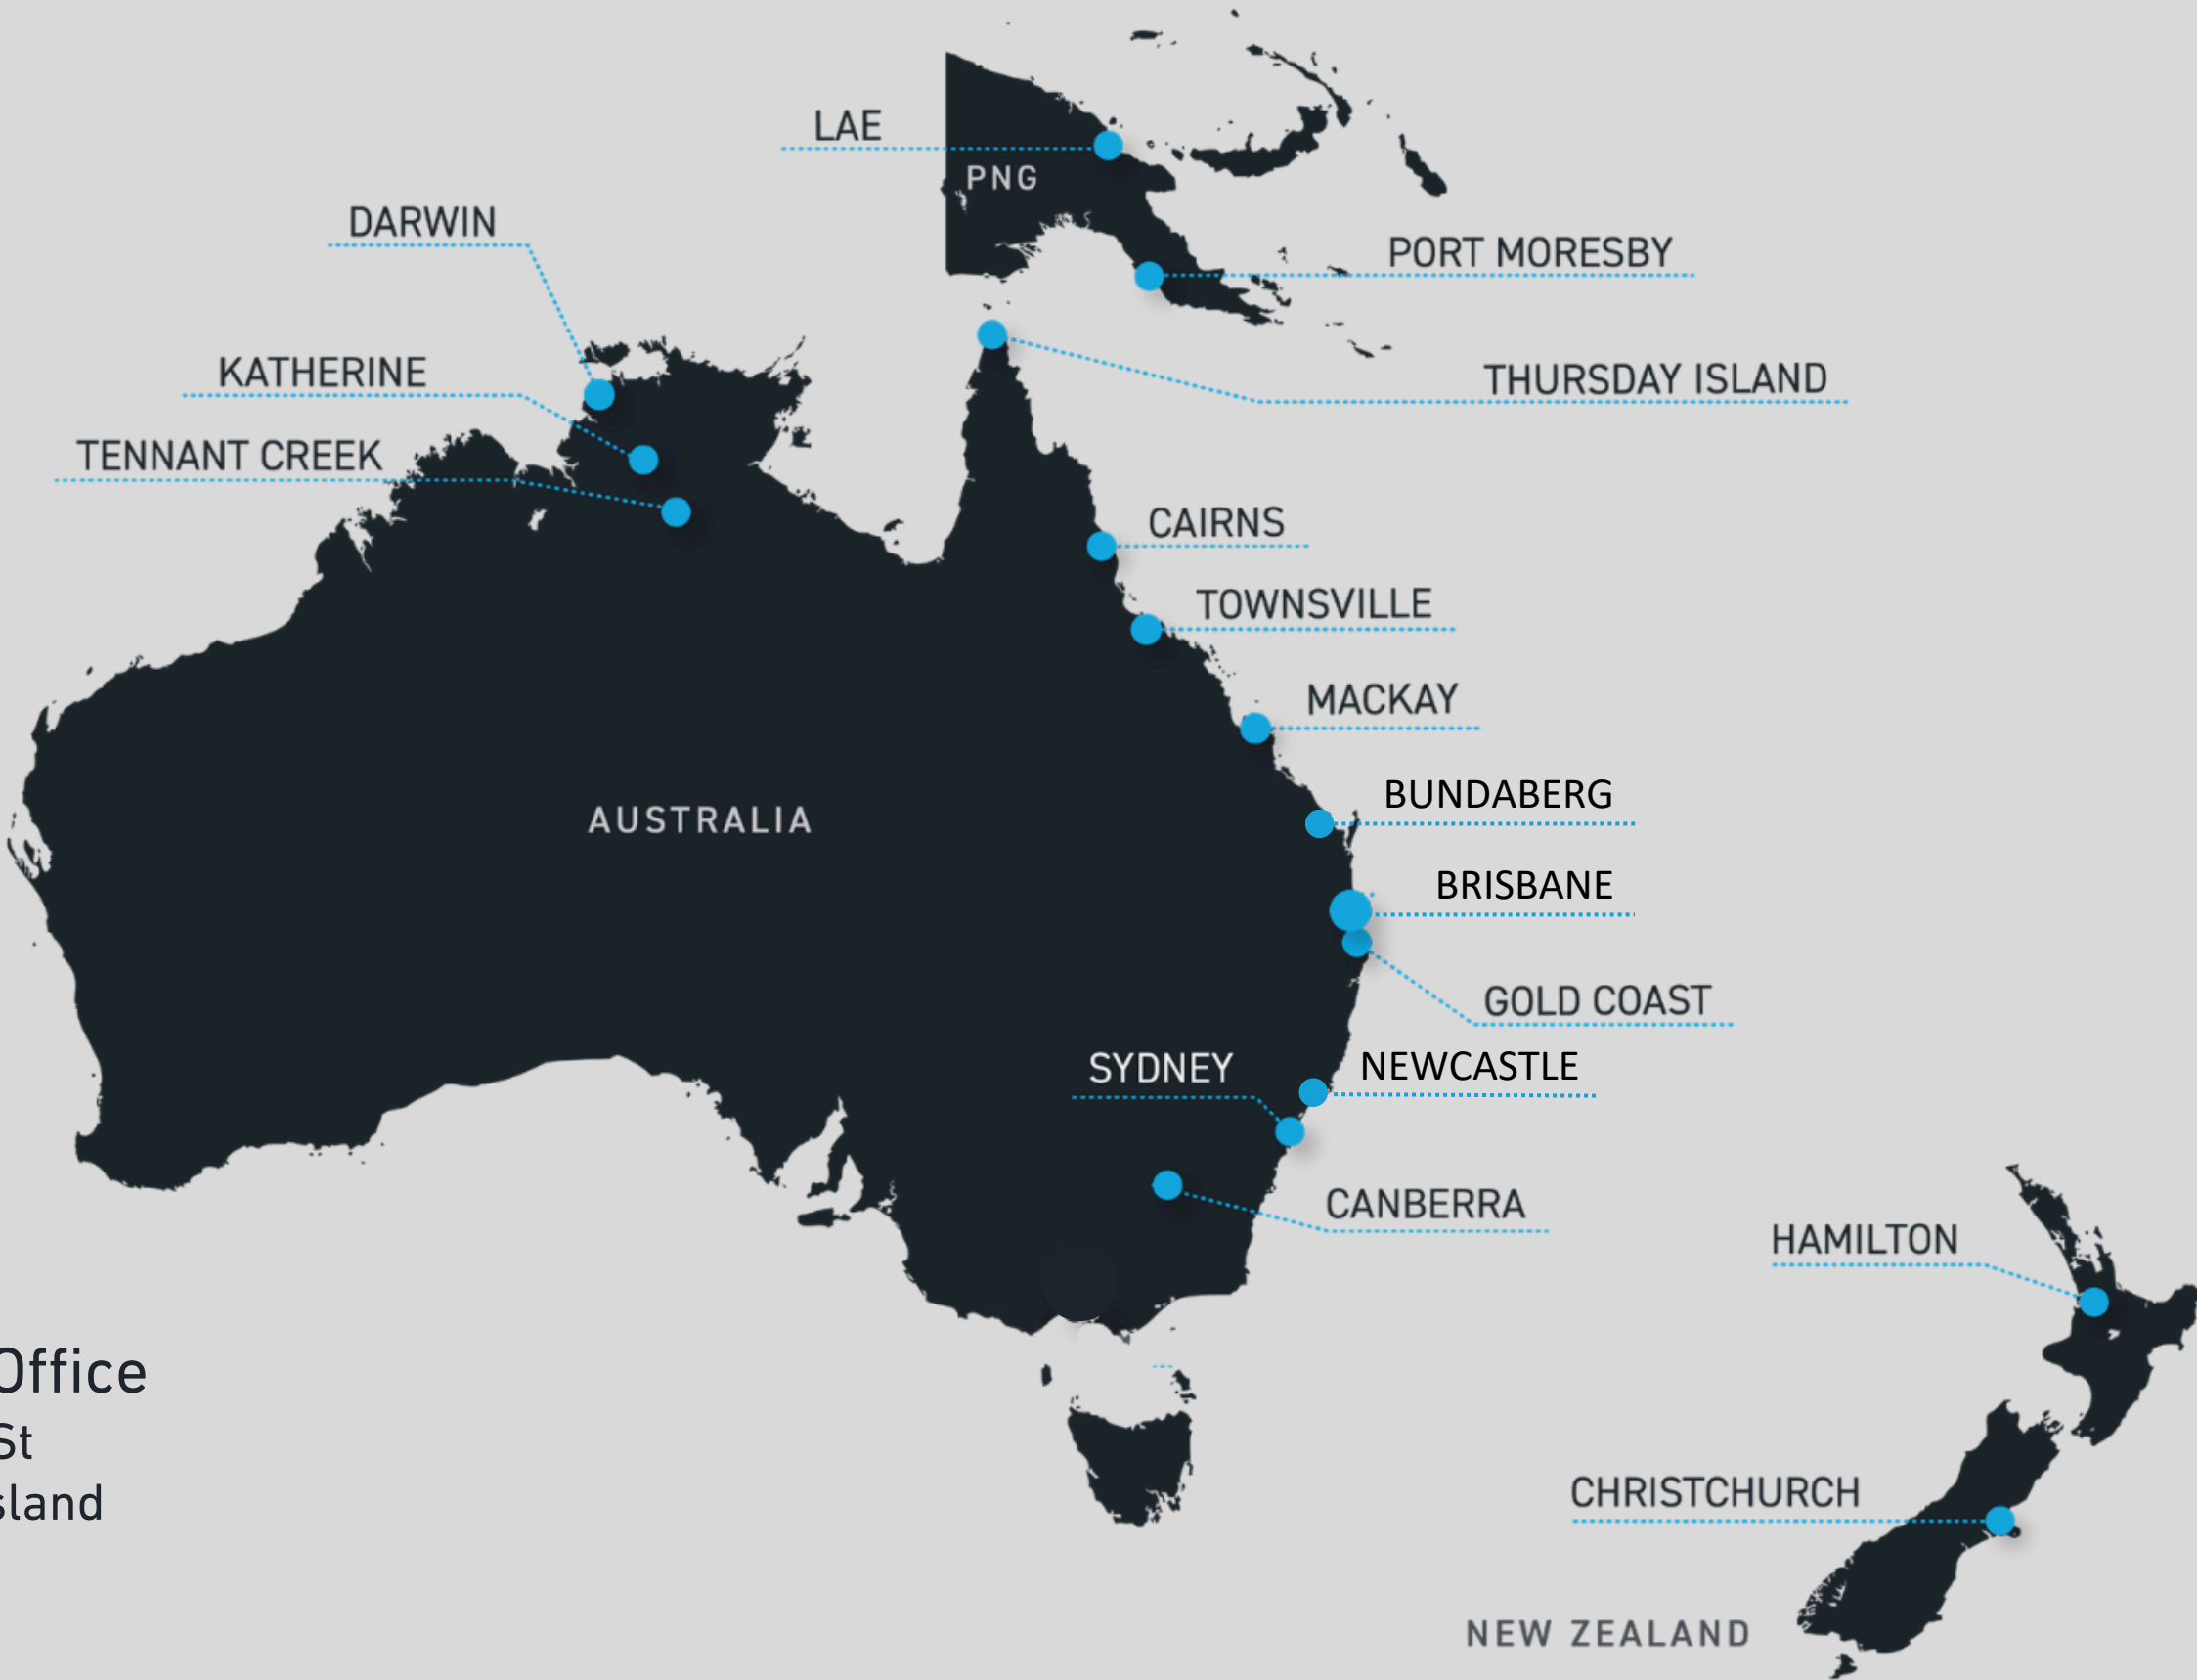 LAE
PNG
DARWIN
PORT MORESBY
KATHERINE
THURSDAY ISLAND
TENNANT CREEK
CAIRNS
TOWNSVILLE
MACKAY
BUNDABERG
AUSTRALIA
BRISBANE
GOLD COAST
SYDNEY
NEWCASTLE
CANBERRA
HAMILTON
Office
St
sland
CHRISTCHURCH
NEW ZEALAND